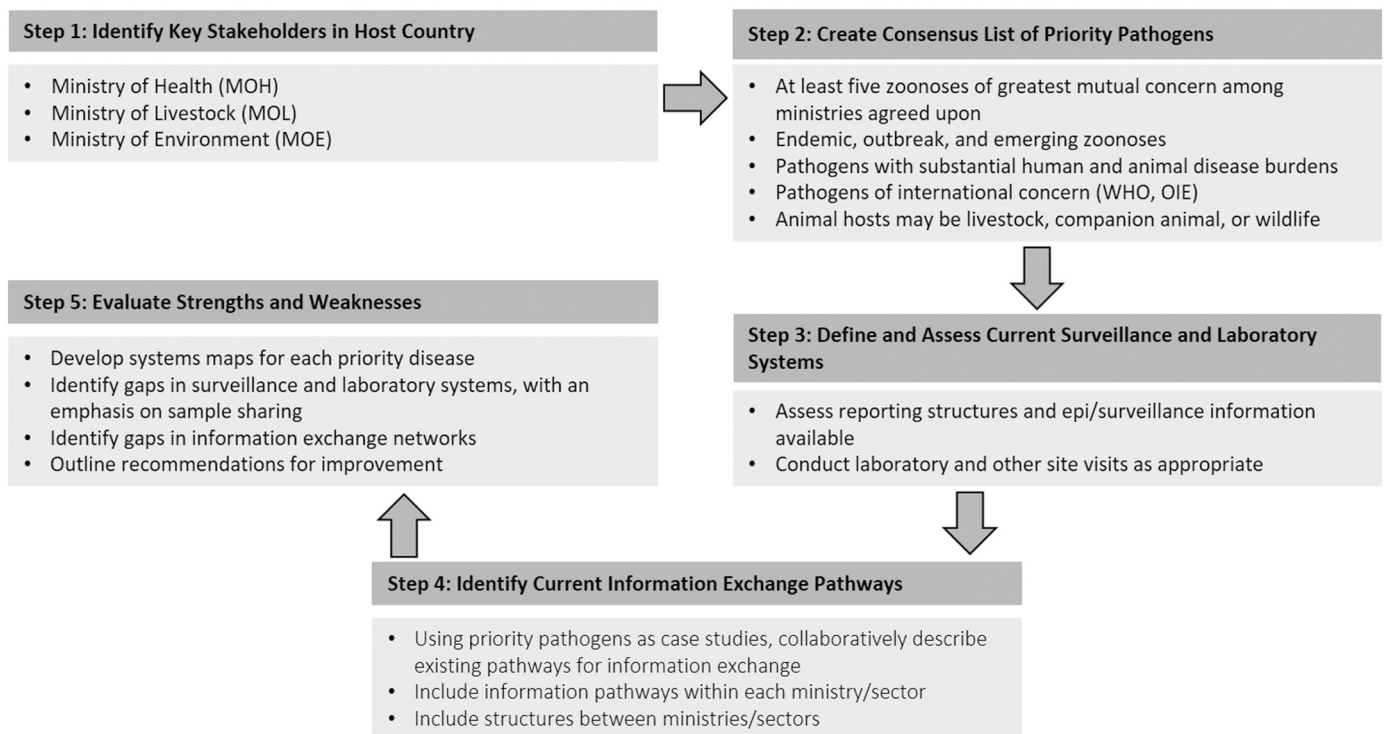 Step 1: Identify Key Stakeholders in Host Country
• Ministry of Health (MOH)
• Ministry of Livestock (MOL)
• Ministry of Environment (MOE)
Step 2: Create Consensus List of Priority Pathogens
• At least five zoonoses of greatest mutual concern among
ministries agreed upon
• Endemic, outbreak, and emerging zoonoses
• Pathogens with substantial human and animal disease burdens
• Pathogens of international concern (WHO, OIE)
• Animal hosts may be livestock, companion animal, or wildlife
Step 3: Define and Assess Current Surveillance and Laboratory
Systems
• Assess reporting structures and epi/surveillance information
available
• Conduct laboratory and other site visits as appropriate
Step 4: Identify Current Information Exchange Pathways
• Using priority pathogens as case studies, collaboratively describe
existing pathways for information exchange
• Include information pathways within each ministry/sector
• Include structures between ministries/sectors
Step 5: Evaluate Strengths and Weaknesses
• Develop systems maps for each priority disease
• Identify gaps in surveillance and laboratory systems, with an
emphasis on sample sharing
• Identify gaps in information exchange networks
• Outline recommendations for improvement